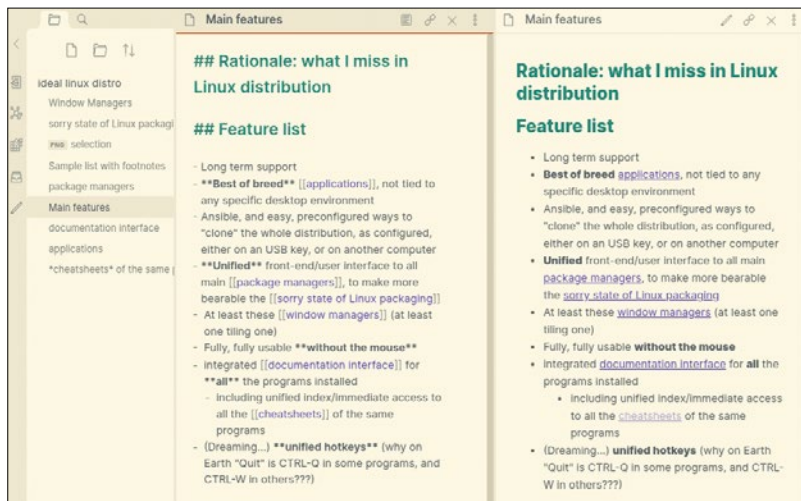 ideal linux distro
Window Managers
sorry state of Linux packagi
PNG selection
Sample list with footnotes
package managers
Main features
documentation interface
applications
*cheatsheets* of the same p
Main features
## Rationale: what I miss in
Linux distribution
## Feature list
- Long term support
- **Best of breed** [[applications]], not tied to
any specific desktop environment
- Ansible, and easy, preconfigured ways to
"clone" the whole distribution, as configured,
either on an USB key, or on another computer
- **Unified** front-end/user interface to all
main [[package managers]], to make more
bearable the [[sorry state of Linux packaging]]
- At least these [[window managers]] (at least
one tiling one)
- Fully, fully usable **without the mouse**
- integrated [[documentation interface]] for
**all** the programs installed
- including unified index/immediate access to
all the [[cheatsheets]] of the same
programs
- (Dreaming...) **unified hotkeys** (why on
Earth "Quit" is CTRL-Q in some programs, and
CTRL-W in others???)
Main features
Rationale: what I miss in Linux
distribution
Feature list
• Long term support
• Best of breed applications, not tied to any
specific desktop environment
• Ansible, and easy, preconfigured ways to
"clone" the whole distribution, as configured,
either on an USB key, or on another computer
• Unified front-end/user interface to all main
package managers, to make more bearable
the sorry state of Linux packaging
• At least these window managers (at least one
tiling one)
• Fully, fully usable without the mouse
• integrated documentation interface for all the
programs installed
• including unified index/immediate access
to all the cheatsheets of the same
programs
• (Dreaming...) unified hotkeys (why on Earth
"Quit" is CTRL-Q in some programs, and CTRL-
W in others???)